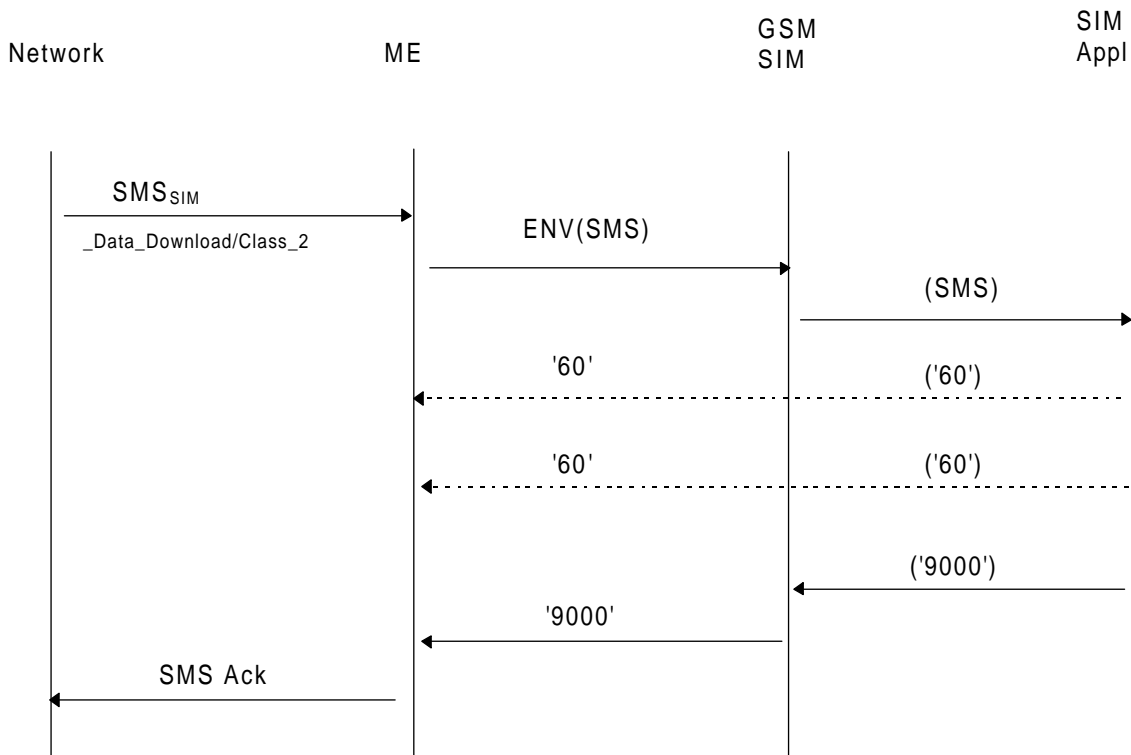 Network
ME
GSM
SIM
SIM
Appl
SMSSIM
_Data_Download/Class_2
ENV(SMS)
(SMS)
'60'
('60')
'60'
('60')
('9000')
'9000'
SMS Ack